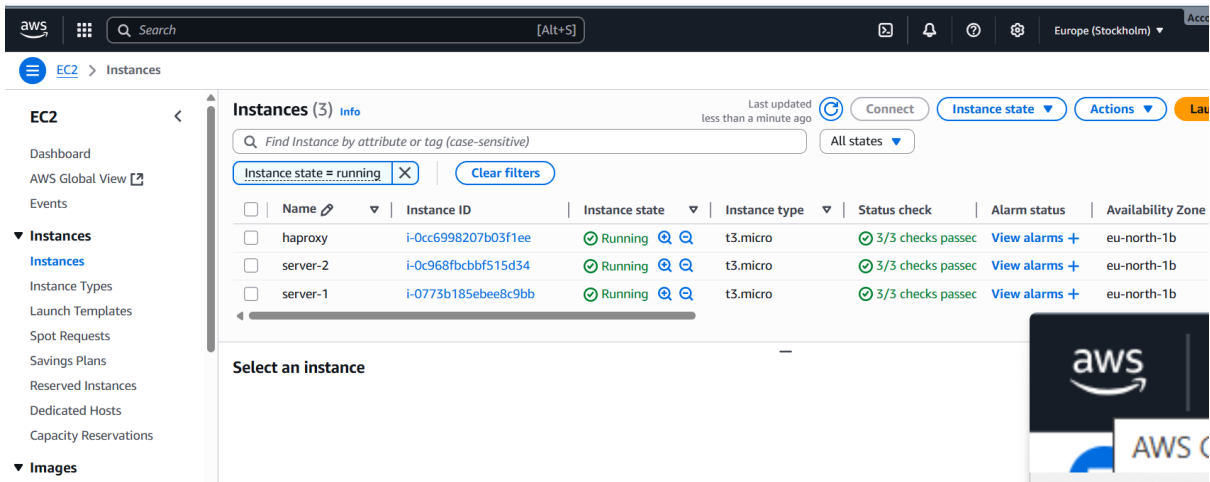 aws Search [Alt+S] Europe (Stockholm) ▼
EC2 > Instances
EC2
Dashboard
AWS Global View
Events
Instances
Instances
Instance Types
Launch Templates
Spot Requests
Savings Plans
Reserved Instances
Dedicated Hosts
Capacity Reservations
Images
Instances (3) Info
Last updated
less than a minute ago
Connect Instance state ▼ Actions ▼
Find Instance by attribute or tag (case-sensitive) All states ▼
Instance state = running Clear filters
Name Instance ID Instance state Instance type Status check Alarm status Availability Zone
haproxy i-0cc6998207b03f1ee Running t3.micro 3/3 checks passec View alarms + eu-north-1b
server-2 i-0c968fbcbbf515d34 Running t3.micro 3/3 checks passec View alarms + eu-north-1b
server-1 i-0773b185ebee8c9bb Running t3.micro 3/3 checks passec View alarms + eu-north-1b
Select an instance
aws
AWS